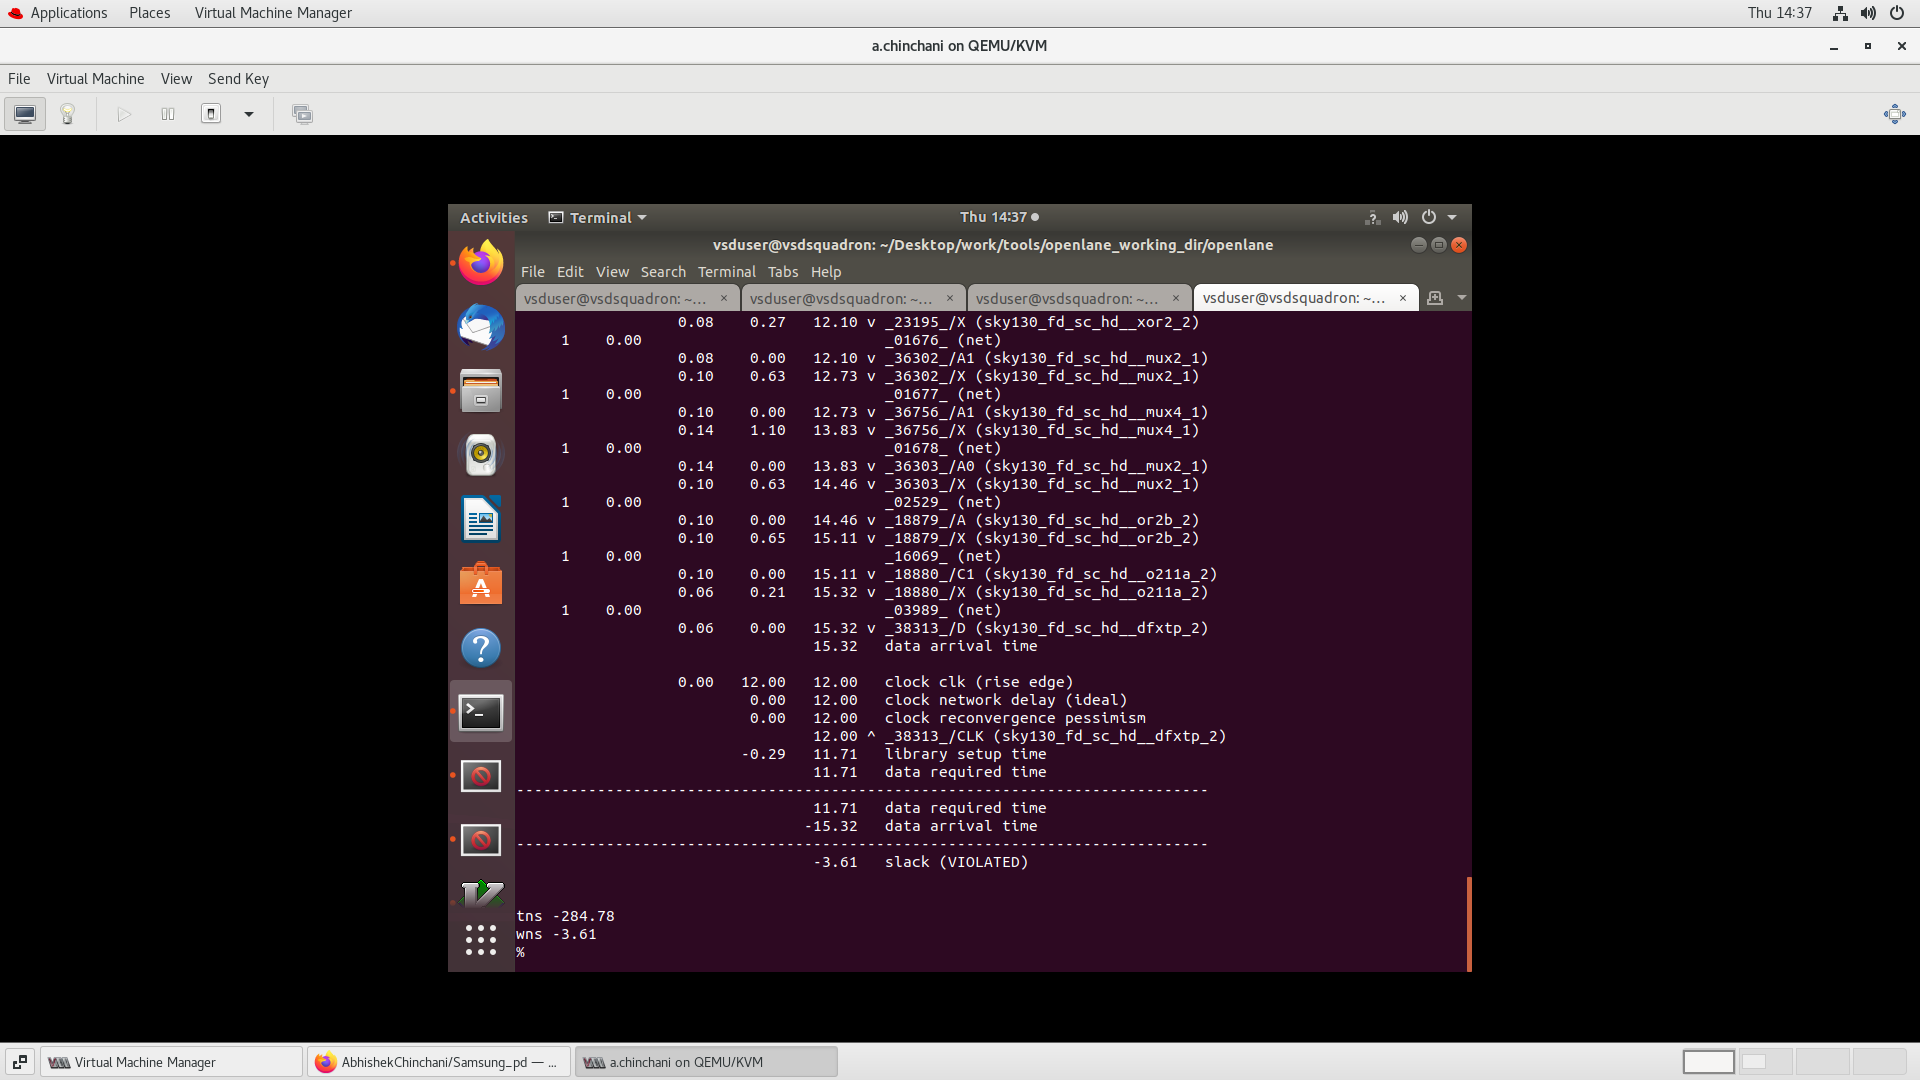 Applications Places Virtual Machine Manager Thu 14:37
a.chinchani on QEMU/KVM
File Virtual Machine View Send Key
Activities Terminal Thu 14:37
vsduser@vsdsquadron: ~/Desktop/work/tools/openlane_working_dir/openlane
File Edit View Search Terminal Tabs Help
vsduser@vsdsquadron: ~... × vsduser@vsdsquadron: ~... × vsduser@vsdsquadron: ~... × vsduser@vsdsquadron: ~... ×
0.08 0.27 12.10 v _23195_/X (sky130_fd_sc_hd__xor2_2)
1 0.00 _01676_ (net)
0.08 0.00 12.10 v _36302_/A1 (sky130_fd_sc_hd__mux2_1)
0.10 0.63 12.73 v _36302_/X (sky130_fd_sc_hd__mux2_1)
1 0.00 _01677_ (net)
0.10 0.00 12.73 v _36756_/A1 (sky130_fd_sc_hd__mux4_1)
0.14 1.10 13.83 v _36756_/X (sky130_fd_sc_hd__mux4_1)
1 0.00 _01678_ (net)
0.14 0.00 13.83 v _36303_/A0 (sky130_fd_sc_hd__mux2_1)
0.10 0.63 14.46 v _36303_/X (sky130_fd_sc_hd__mux2_1)
1 0.00 _02529_ (net)
0.10 0.00 14.46 v _18879_/A (sky130_fd_sc_hd__or2b_2)
0.10 0.65 15.11 v _18879_/X (sky130_fd_sc_hd__or2b_2)
1 0.00 _16069_ (net)
0.10 0.00 15.11 v _18880_/C1 (sky130_fd_sc_hd__o211a_2)
0.06 0.21 15.32 v _18880_/X (sky130_fd_sc_hd__o211a_2)
1 0.00 _03989_ (net)
0.06 0.00 15.32 v _38313_/D (sky130_fd_sc_hd__dfxtp_2)
15.32 data arrival time
0.00 12.00 12.00 clock clk (rise edge)
0.00 12.00 clock network delay (ideal)
0.00 12.00 clock reconvergence pessimism
12.00 ^ _38313_/CLK (sky130_fd_sc_hd__dfxtp_2)
-0.29 11.71 library setup time
11.71 data required time
-----------------------------------------------------------------------------
11.71 data required time
-15.32 data arrival time
-----------------------------------------------------------------------------
-3.61 slack (VIOLATED)
tns -284.78
wns -3.61
%
Virtual Machine Manager AbhishekChinchani/Samsung_pd — ... a.chinchani on QEMU/KVM